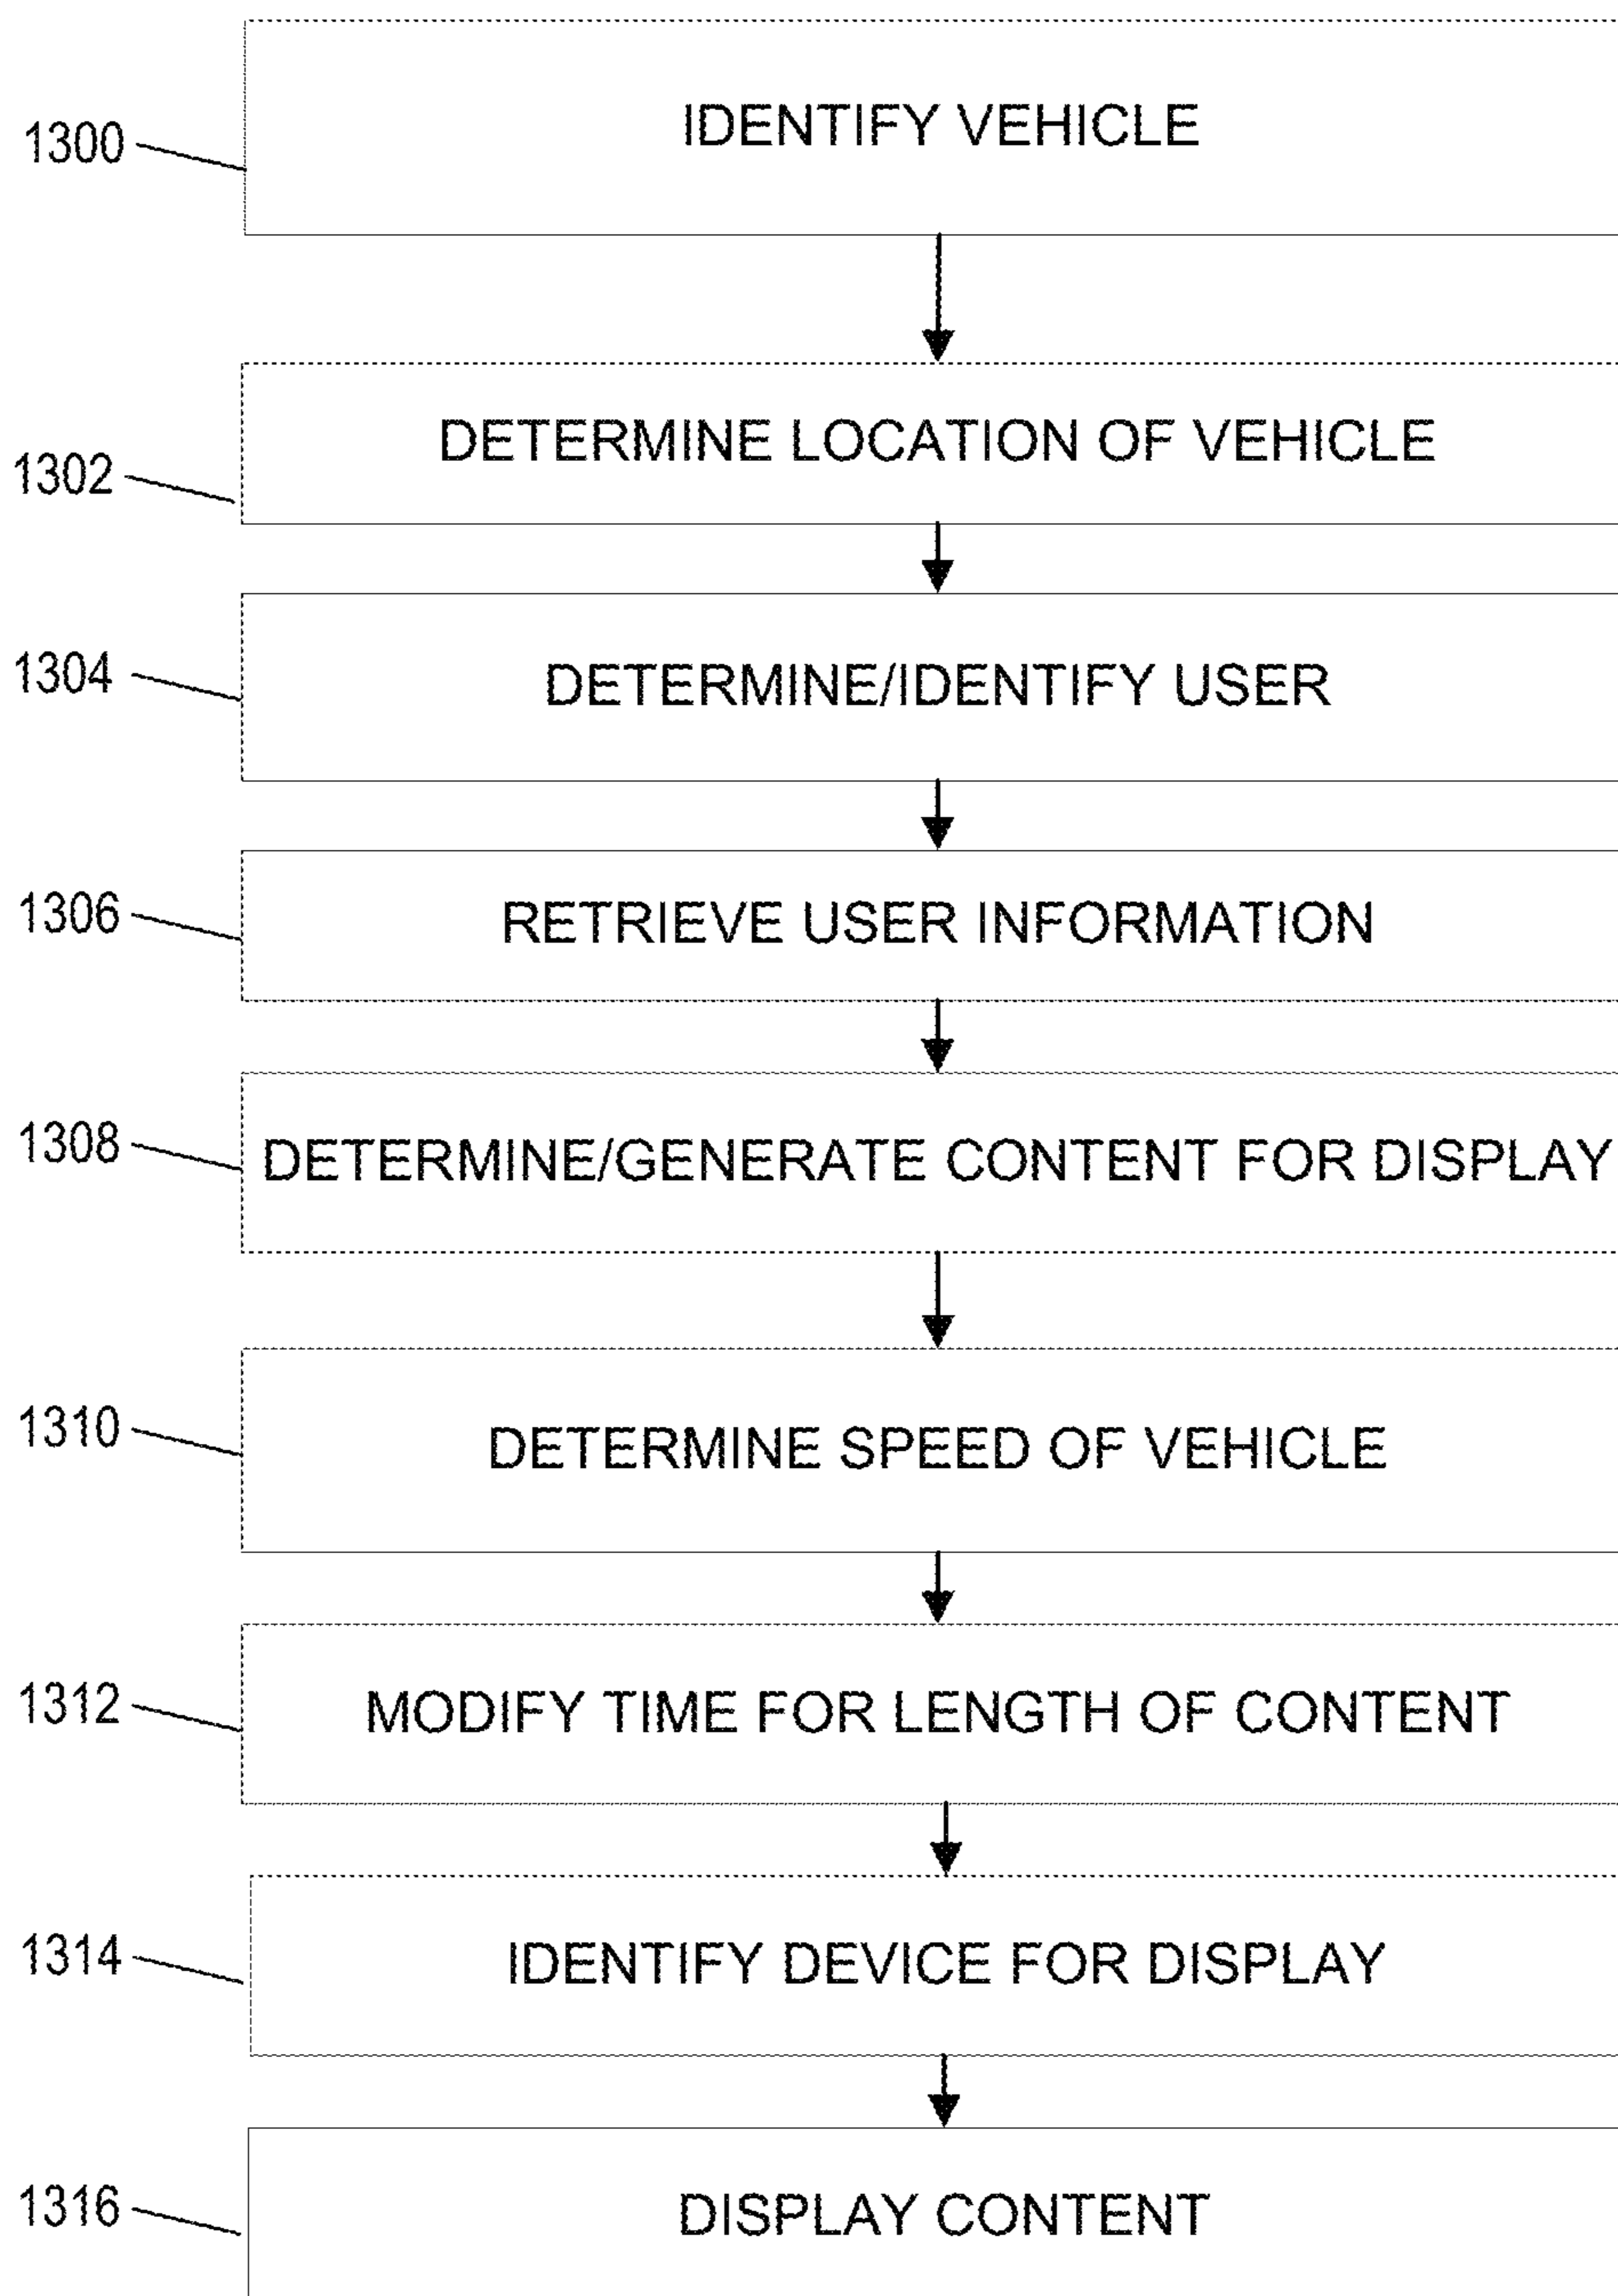 IDENTIFY VEHICLE
1300
DETERMINE LOCATION OF VEHICLE
1302
DETERMINE/IDENTIFY USER
1304
RETRIEVE USER INFORMATION
1306
DETERMINE/GENERATE CONTENT FOR DISPLAY
1308
DETERMINE SPEED OF VEHICLE
1310
MODIFY TIME FOR LENGTH OF CONTENT
1312
IDENTIFY DEVICE FOR DISPLAY
1314
DISPLAY CONTENT
1316